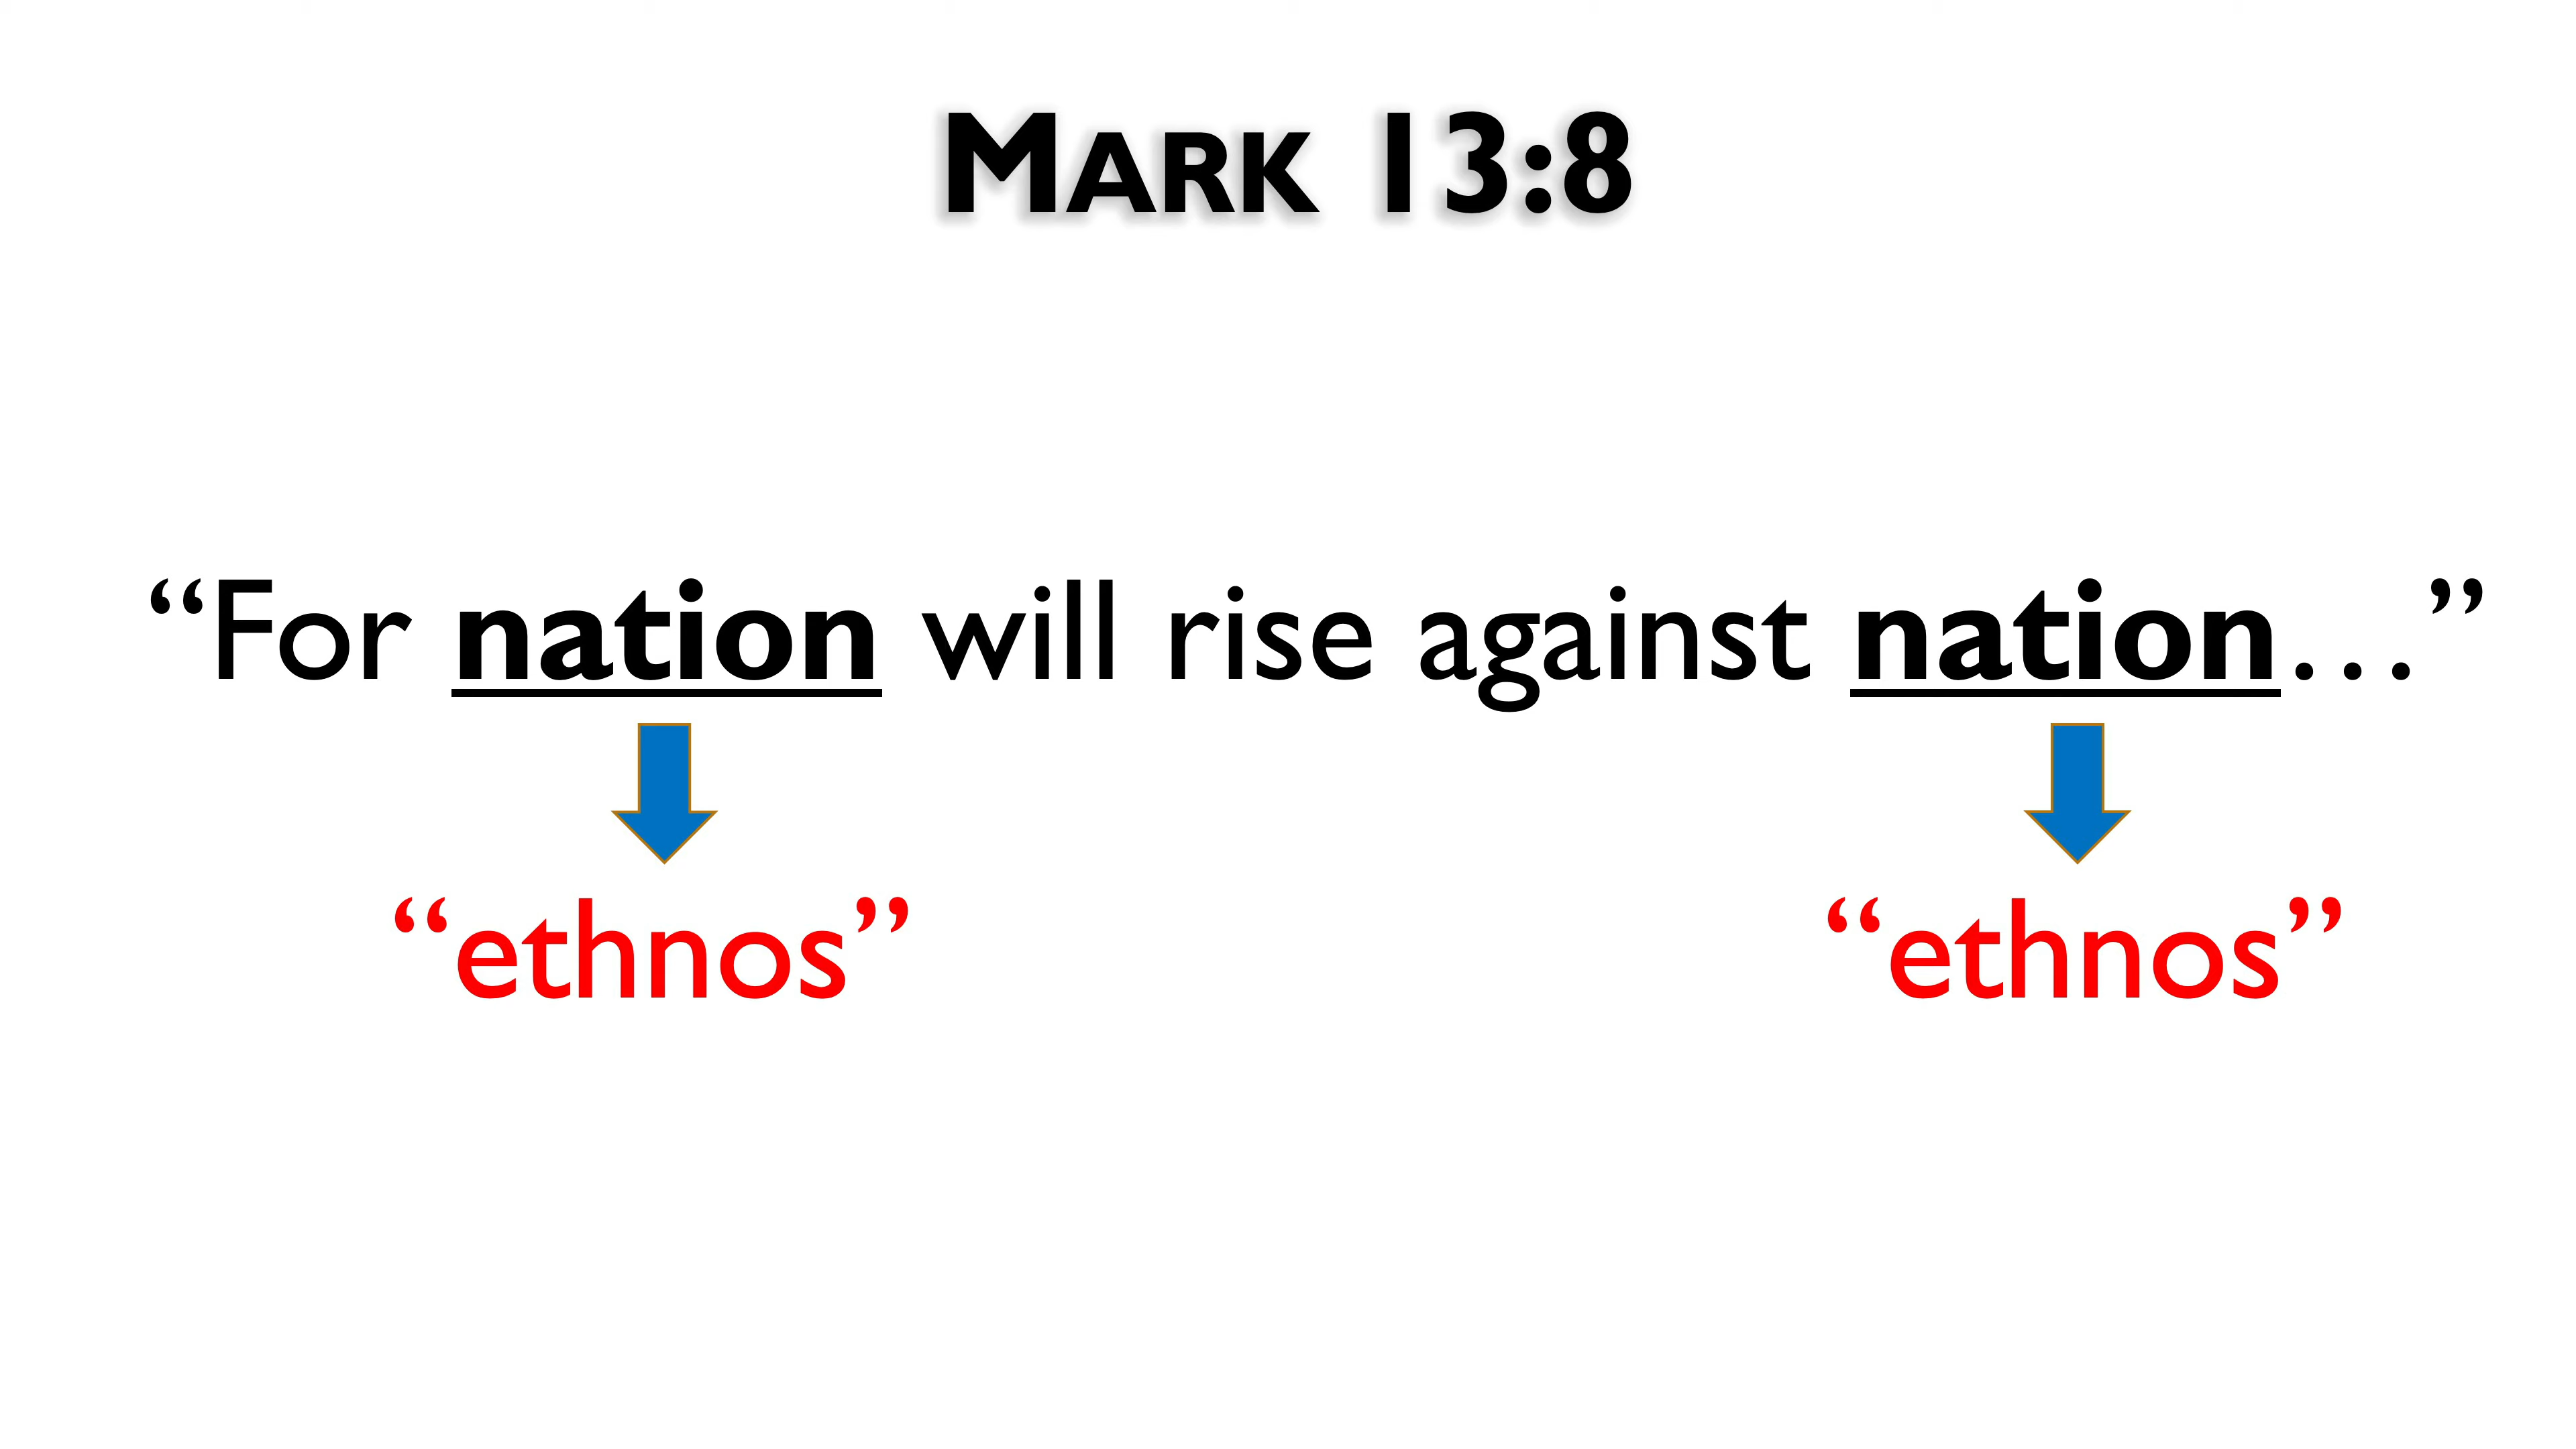 MARK 13:8
“For nation will rise against nation…”
“ethnos” “ethnos”